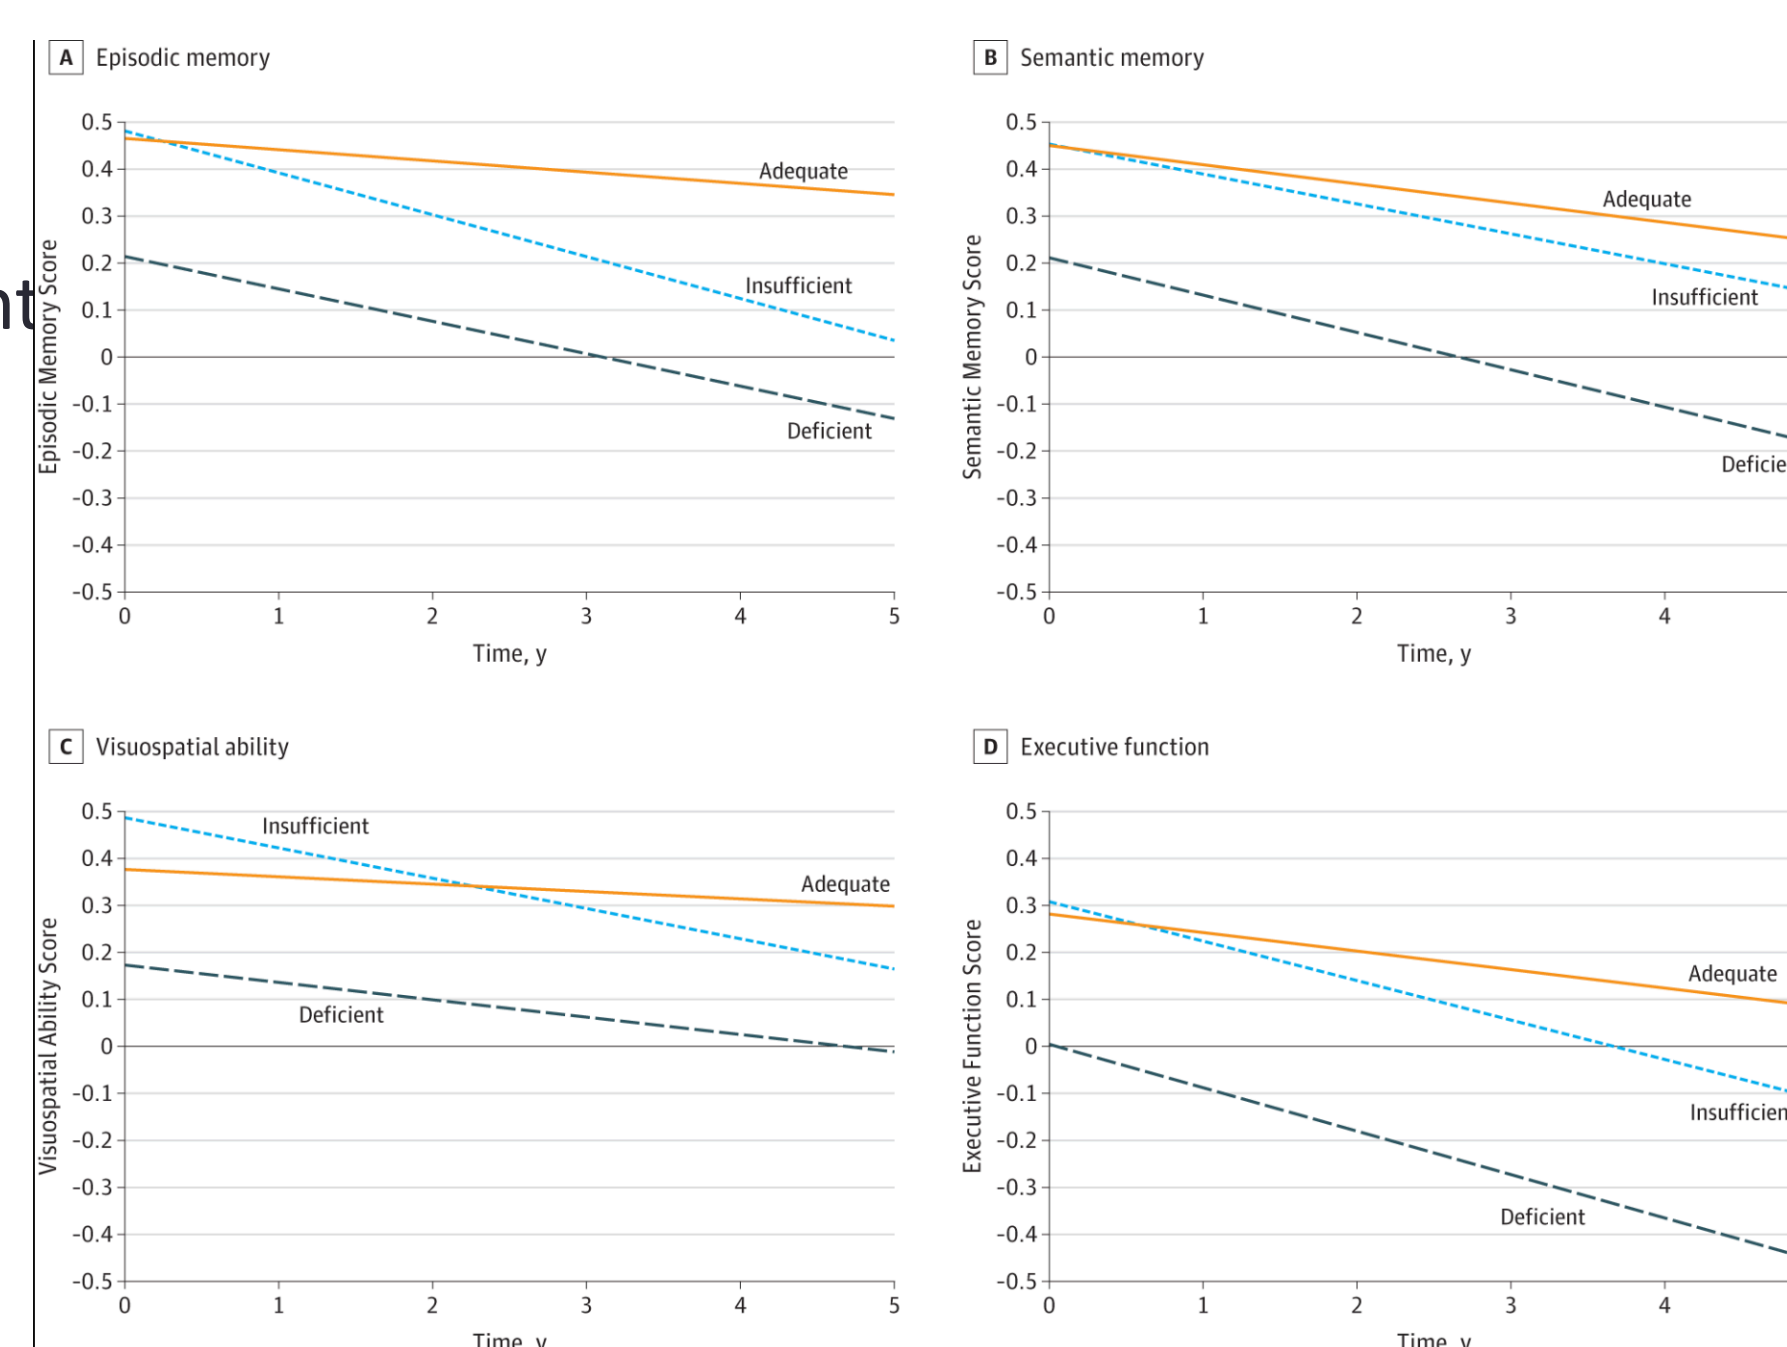 A Episodic memory
0.5
0.4
0.3
0.2
0.1
0
-0.1
-0.2
-0.3
-0.4
-0.5
Episodic Memory Score
Adequate
Insufficient
Deficient
0 1 2 3 4 5
Time, y
B Semantic memory
0.5
0.4
0.3
0.2
0.1
0
-0.1
-0.2
-0.3
-0.4
-0.5
Semantic Memory Score
Adequate
Insufficient
Deficie
0 1 2 3 4
Time, y
C Visuospatial ability
0.5
0.4
0.3
0.2
0.1
0
-0.1
-0.2
-0.3
-0.4
-0.5
Visuospatial Ability Score
Insufficient
Adequate
Deficient
0 1 2 3 4 5
Time, y
D Executive function
0.5
0.4
0.3
0.2
0.1
0
-0.1
-0.2
-0.3
-0.4
-0.5
Executive Function Score
Adequate
Insufficien
Deficient
0 1 2 3 4
Time, y